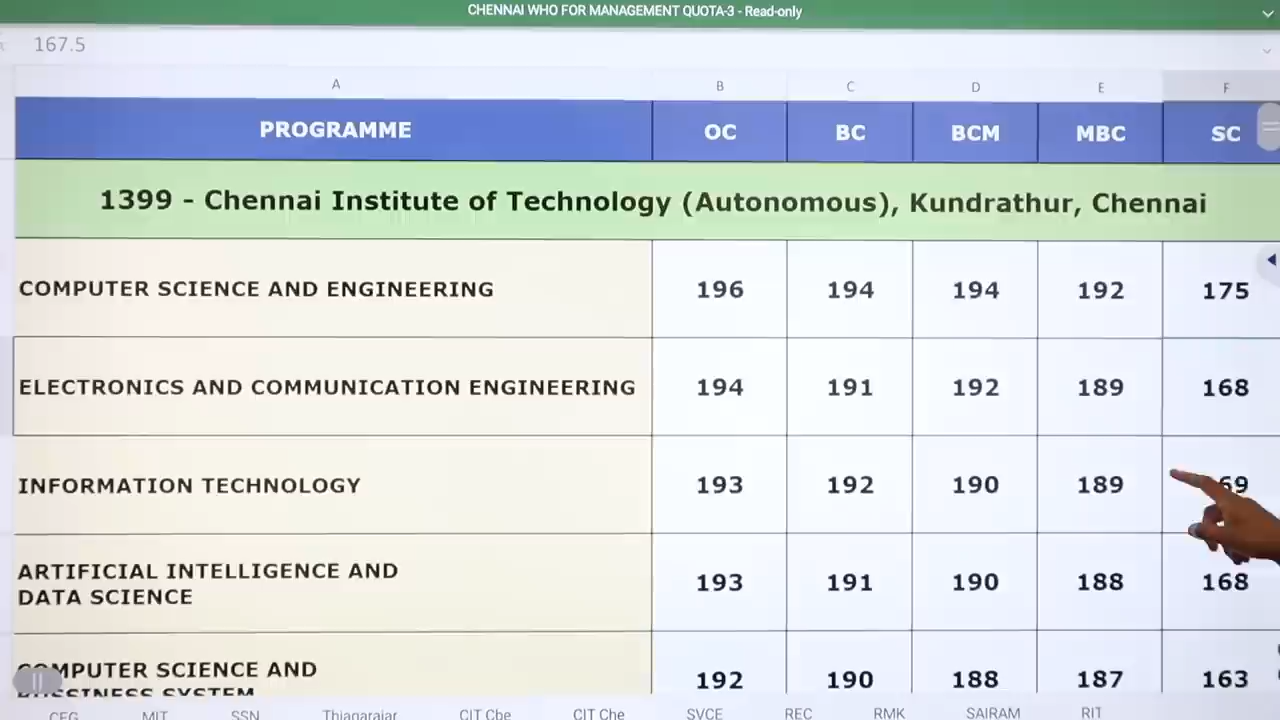 CHENNAI WHO FOR MANAGEMENT QUOTA-3 - Read-only
167.5
A B C D E F
PROGRAMME OC BC BCM MBC SC
1399 - Chennai Institute of Technology (Autonomous), Kundrathur, Chennai
COMPUTER SCIENCE AND ENGINEERING 196 194 194 192 175
ELECTRONICS AND COMMUNICATION ENGINEERING 194 191 192 189 168
INFORMATION TECHNOLOGY 193 192 190 189 69
ARTIFICIAL INTELLIGENCE AND
DATA SCIENCE 193 191 190 188 168
COMPUTER SCIENCE AND
BUSSINESS SYSTEM 192 190 188 187 163
CEG MIT SSN Thiagarajar CIT Cbe CIT Che SVCE REC RMK SAIRAM RIT